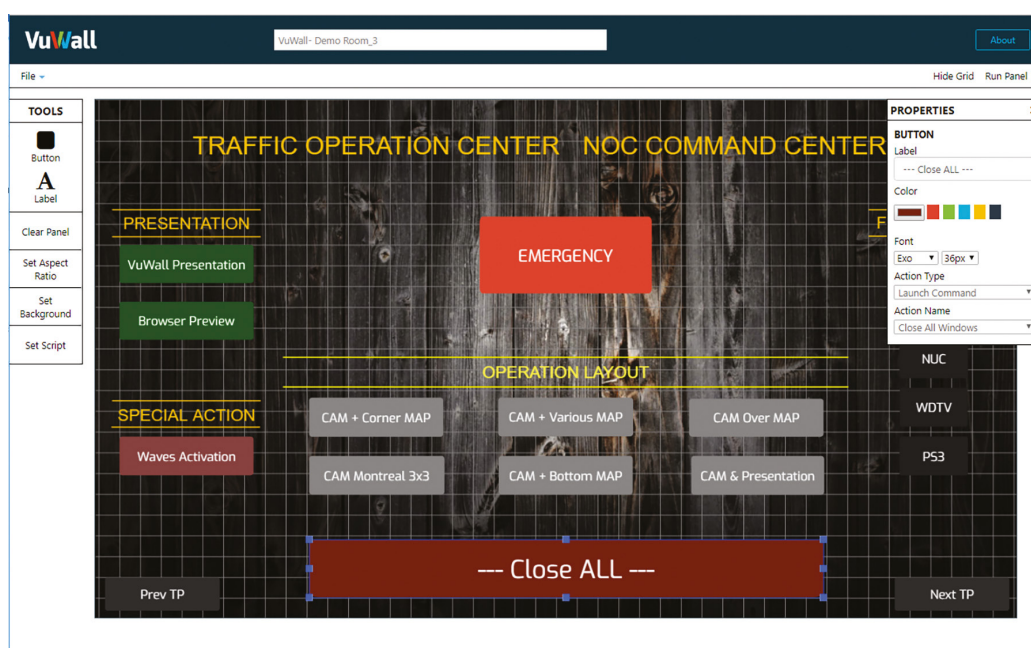 VuWall
VuWall- Demo Room_3
About
File
Hide Grid Run Panel
TOOLS
Button
A
Label
Clear Panel
Set Aspect
Ratio
Set
Background
Set Script
TRAFFIC OPERATION CENTER NOC COMMAND CENTER
PRESENTATION
VuWall Presentation
Browser Preview
EMERGENCY
F
OPERATION LAYOUT
SPECIAL ACTION
Waves Activation
CAM + Corner MAP
CAM + Various MAP
CAM Over MAP
CAM Montreal 3x3
CAM + Bottom MAP
CAM & Presentation
NUC
WDTV
PS3
--- Close ALL ---
Prev TP
Next TP
PROPERTIES
BUTTON
Label
--- Close ALL ---
Color
Font
Exo 36px
Action Type
Launch Command
Action Name
Close All Windows